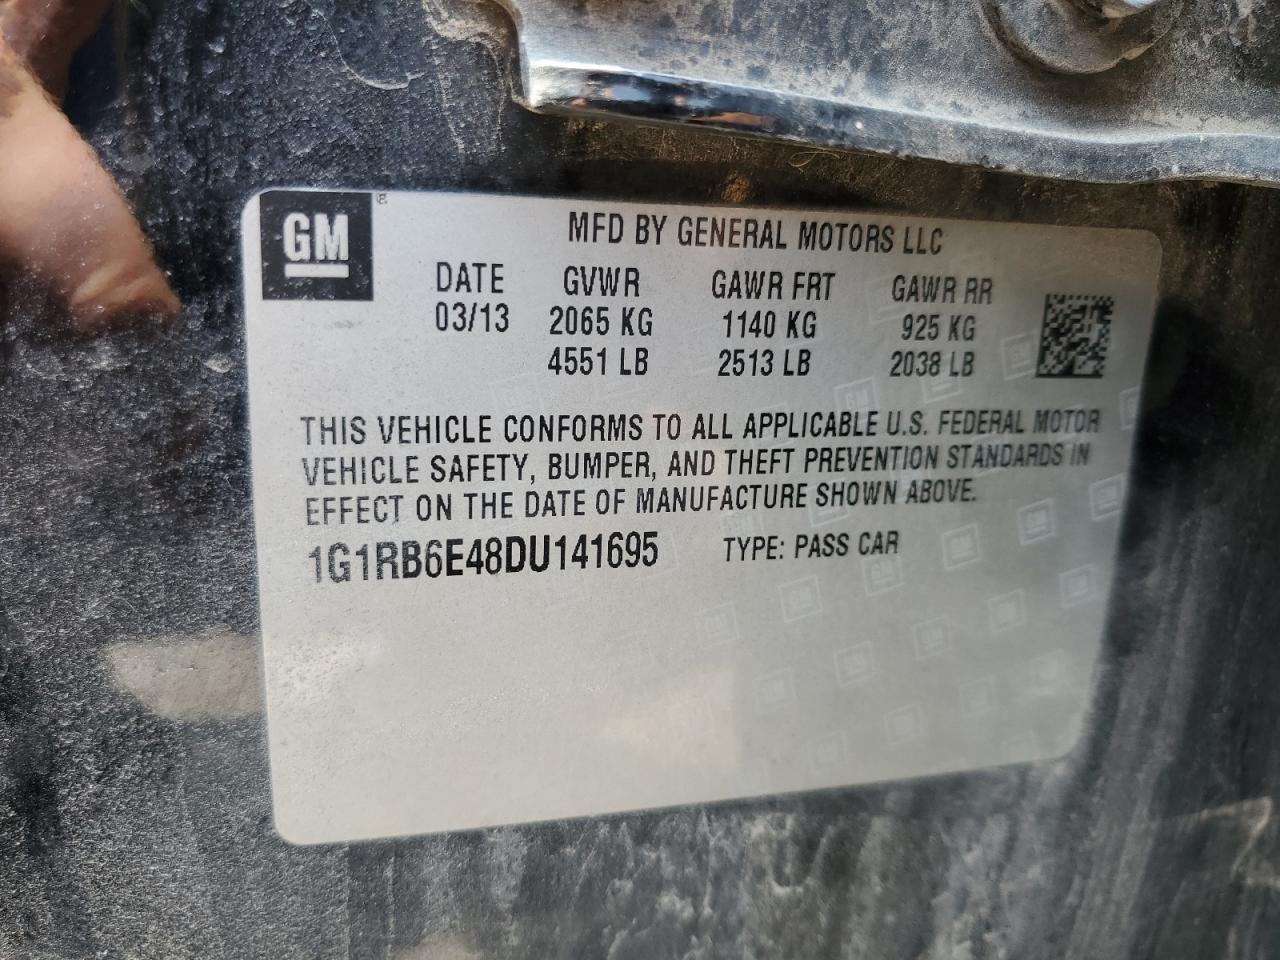 GM ®
MFD BY GENERAL MOTORS LLC
DATE GVWR GAWR FRT GAWR RR
03/13 2065 KG 1140 KG 925 KG
4551 LB 2513 LB 2038 LB
THIS VEHICLE CONFORMS TO ALL APPLICABLE U.S. FEDERAL MOTOR
VEHICLE SAFETY, BUMPER, AND THEFT PREVENTION STANDARDS IN
EFFECT ON THE DATE OF MANUFACTURE SHOWN ABOVE.
1G1RB6E48DU141695 TYPE: PASS CAR